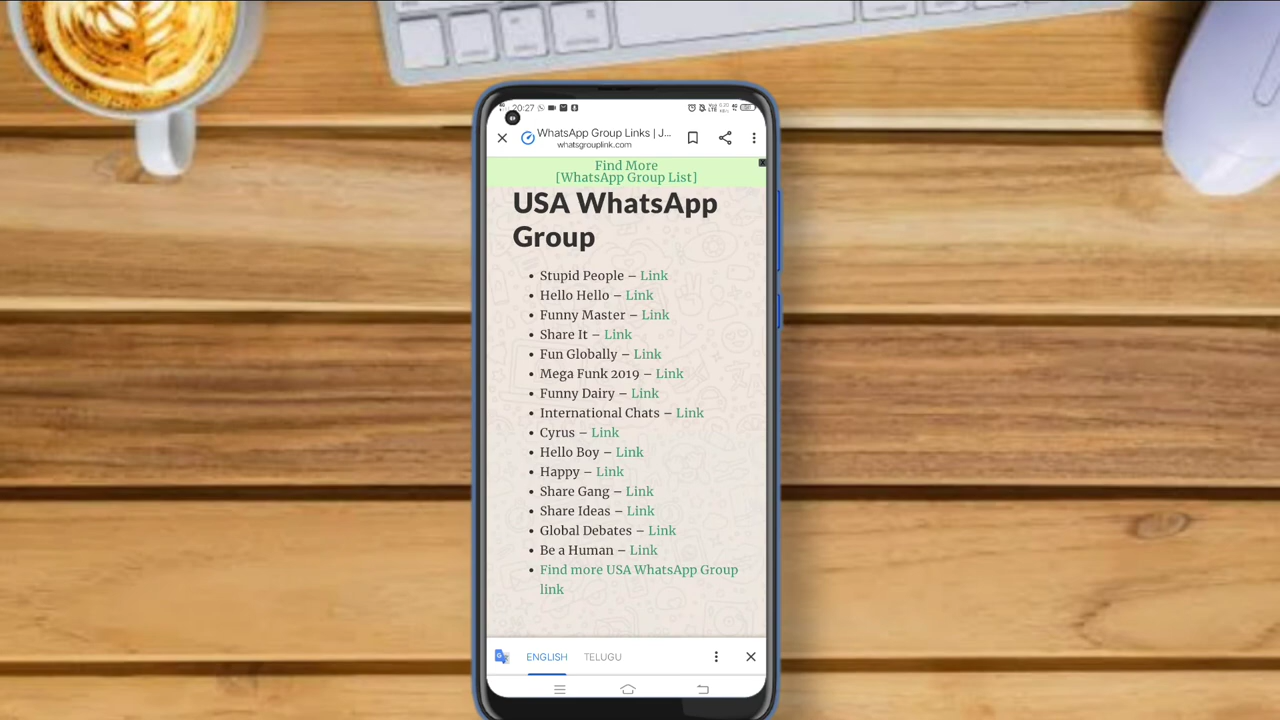 20:27
WhatsApp Group Links | J...
whatsgrouplink.com
Find More
[WhatsApp Group List]
USA WhatsApp
Group
• Stupid People – Link
• Hello Hello – Link
• Funny Master – Link
• Share It – Link
• Fun Globally – Link
• Mega Funk 2019 – Link
• Funny Dairy – Link
• International Chats – Link
• Cyrus – Link
• Hello Boy – Link
• Happy – Link
• Share Gang – Link
• Share Ideas – Link
• Global Debates – Link
• Be a Human – Link
• Find more USA WhatsApp Group
link
ENGLISH TELUGU